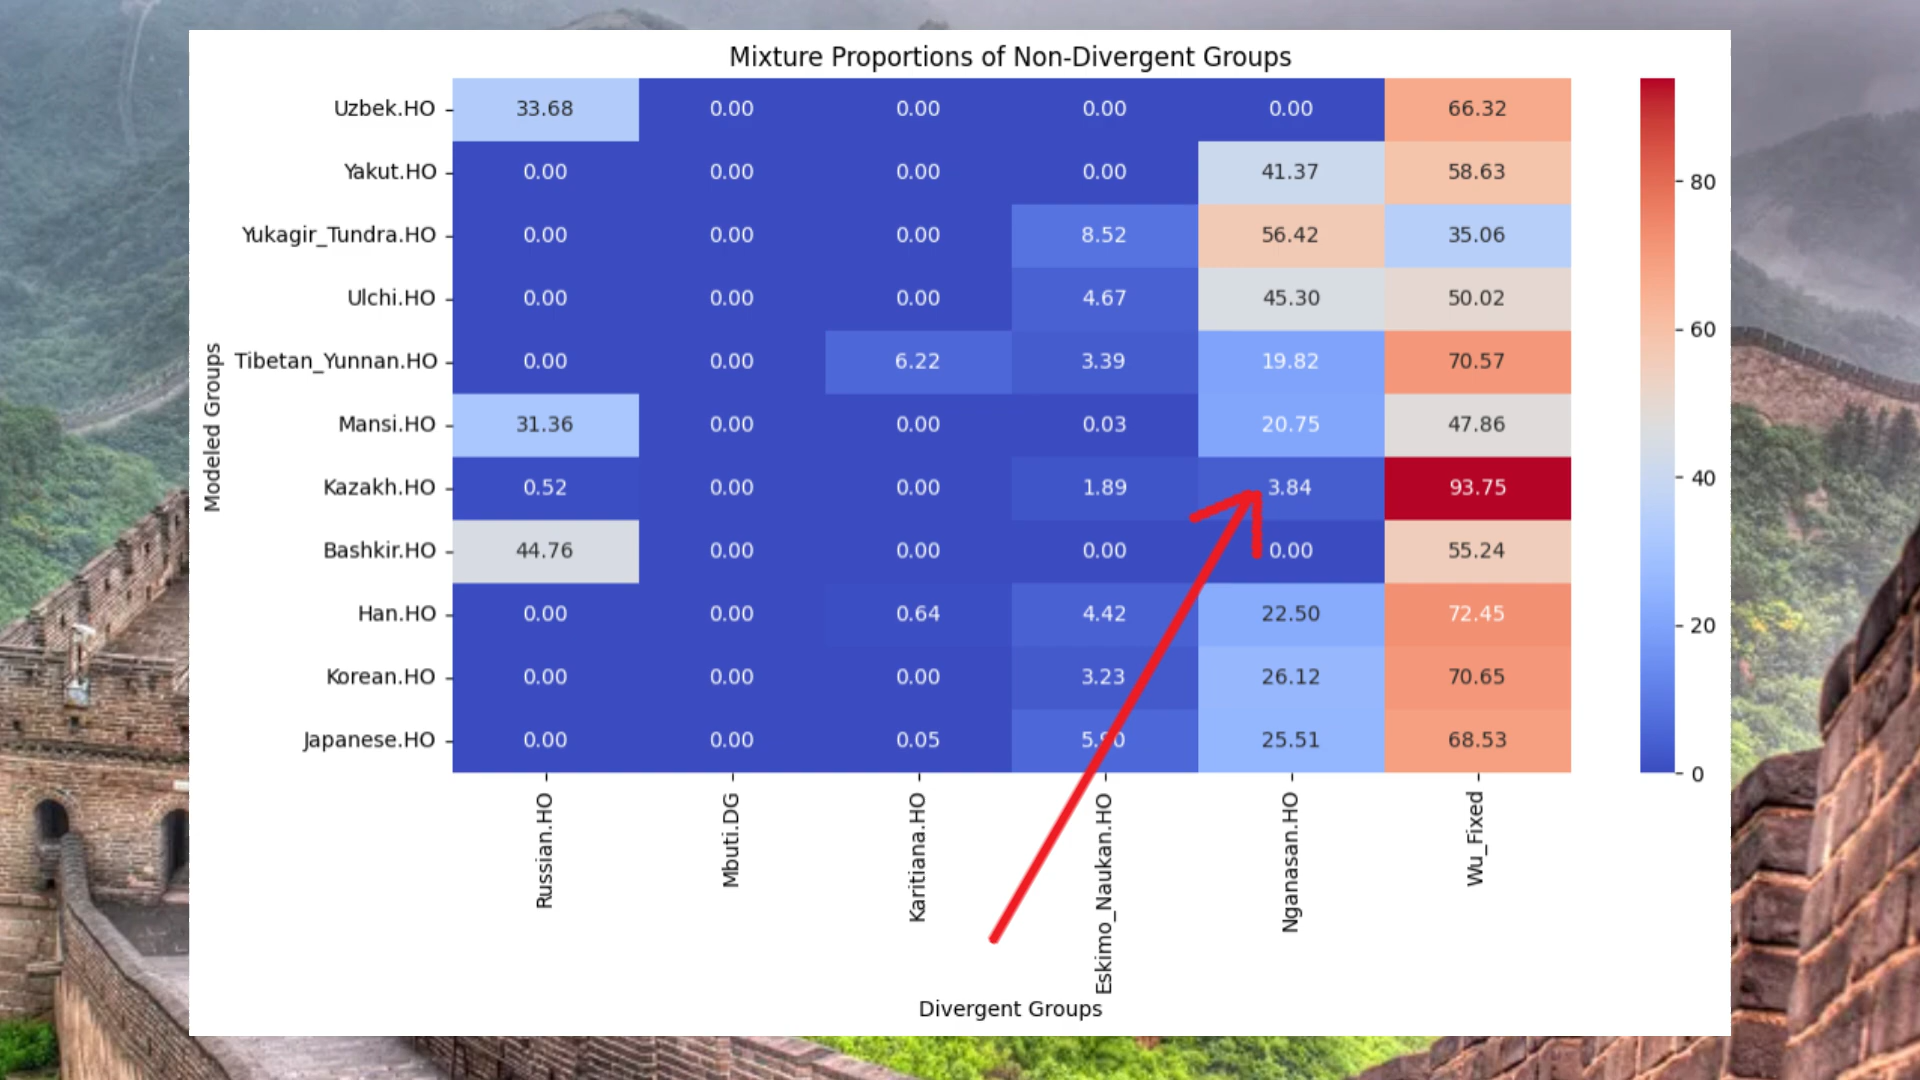 Mixture Proportions of Non-Divergent Groups
Modeled Groups
Uzbek.HO 33.68 0.00 0.00 0.00 0.00 66.32
Yakut.HO 0.00 0.00 0.00 0.00 41.37 58.63
Yukagir_Tundra.HO 0.00 0.00 0.00 8.52 56.42 35.06
Ulchi.HO 0.00 0.00 0.00 4.67 45.30 50.02
Tibetan_Yunnan.HO 0.00 0.00 6.22 3.39 19.82 70.57
Mansi.HO 31.36 0.00 0.00 0.03 20.75 47.86
Kazakh.HO 0.52 0.00 0.00 1.89 3.84 93.75
Bashkir.HO 44.76 0.00 0.00 0.00 0.00 55.24
Han.HO 0.00 0.00 0.64 4.42 22.50 72.45
Korean.HO 0.00 0.00 0.00 3.23 26.12 70.65
Japanese.HO 0.00 0.00 0.05 25.51 68.53
Russian.HO Mbuti.DG Karitiana.HO Eskimo_Naukan.HO Nganasan.HO Wu_Fixed
Divergent Groups
80
60
40
20
0